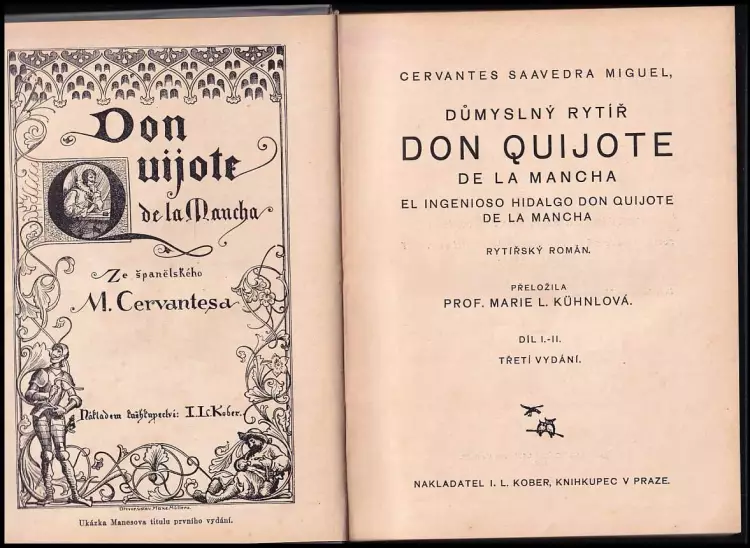 Don
Quijote
de la Mancha
Ze španělského
M. Cervantesa
Nákladem knihkupectví: I. L. Kober.
Ukázka Manesova titulu prvního vydání.
CERVANTES SAAVEDRA MIGUEL,
DŮMYSLNÝ RYTÍŘ
DON QUIJOTE
DE LA MANCHA
EL INGENIOSO HIDALGO DON QUIJOTE
DE LA MANCHA
RYTÍŘSKÝ ROMÁN.
PŘELOŽILA
PROF. MARIE L. KÜHNLOVÁ.
DÍL I.-II.
TŘETÍ VYDÁNÍ.
NAKLADATEL I. L. KOBER, KNIHKUPEC V PRAZE.